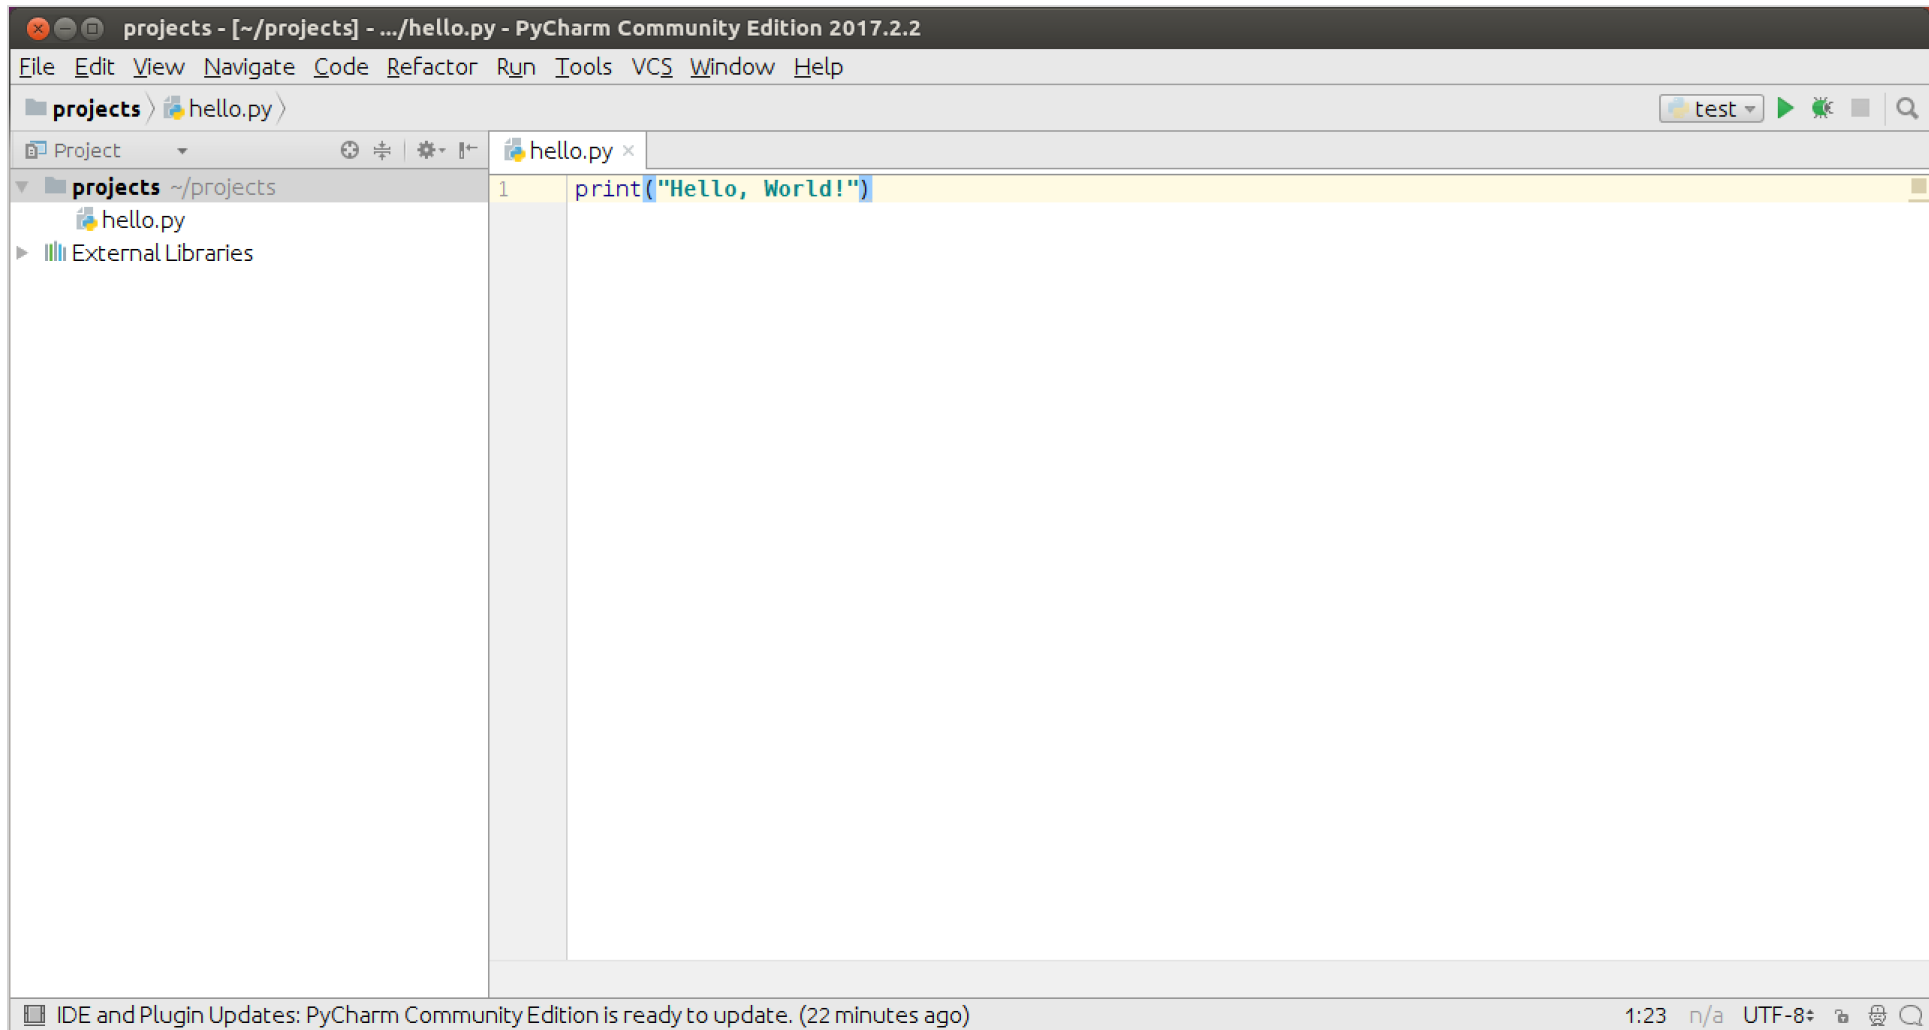 projects - [~/projects] - .../hello.py - PyCharm Community Edition 2017.2.2
File Edit View Navigate Code Refactor Run Tools VCS Window Help
projects hello.py test
Project hello.py
projects ~/projects
1 print("Hello, World!")
hello.py
External Libraries
IDE and Plugin Updates: PyCharm Community Edition is ready to update. (22 minutes ago) 1:23 n/a UTF-8